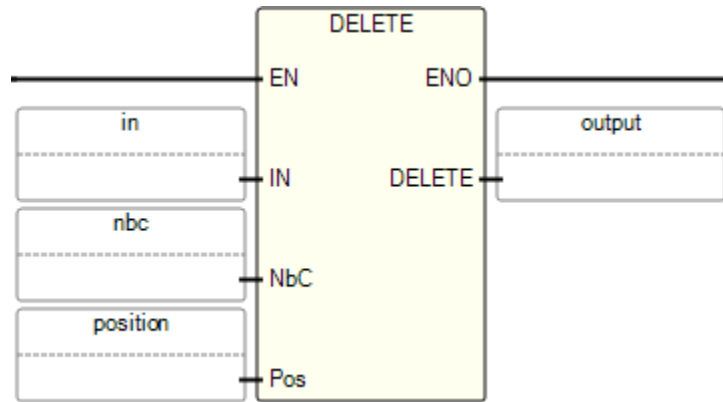 DELETE
EN ENO
in output
IN DELETE
nbc
NbC
position
Pos